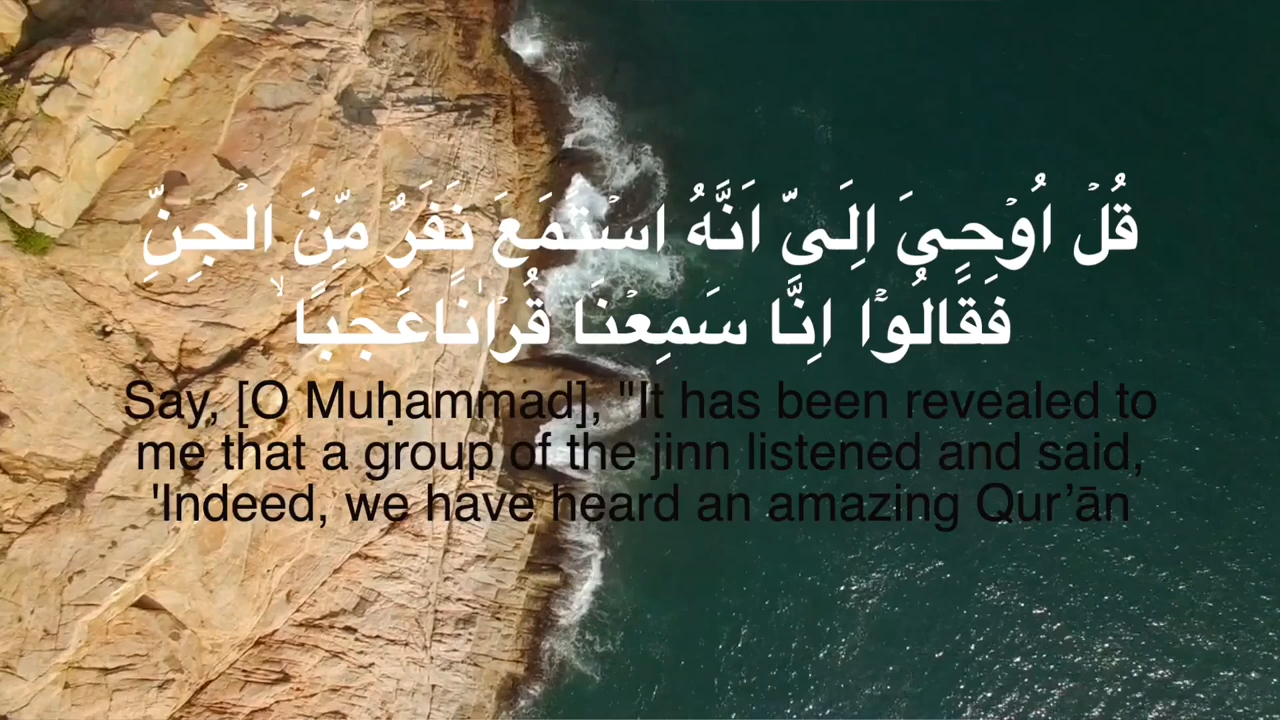 قُلۡ اُوۡحِىَ اِلَىَّ اَنَّهُ اسۡتَمَعَ نَفَرٌ مِّنَ الۡجِنِّ
فَقَالُوۡۤا اِنَّا سَمِعۡنَا قُرۡاٰنًاعَجَبًا ۙ
Say, [O Muḥammad], "It has been revealed to
me that a group of the jinn listened and said,
'Indeed, we have heard an amazing Qur’ān